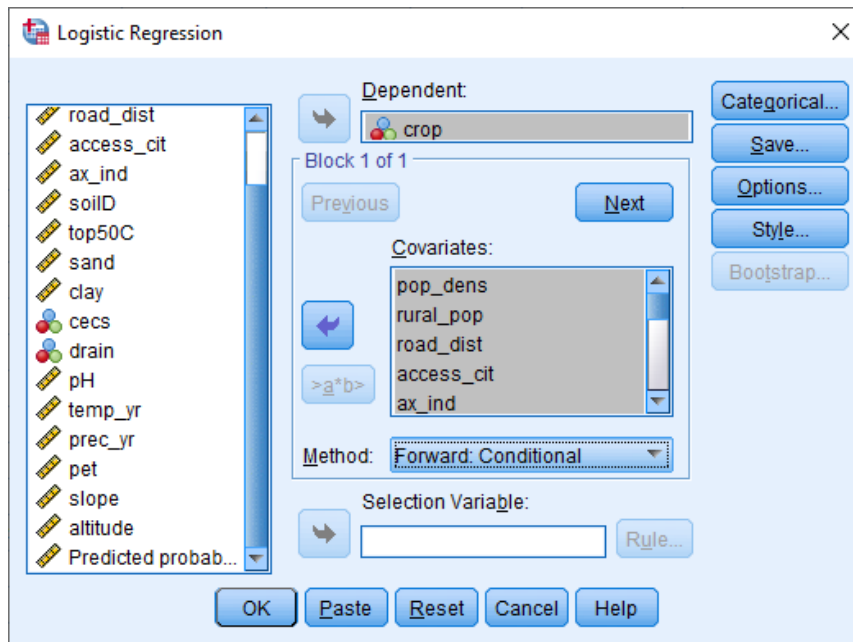 Logistic Regression
road_dist
access_cit
ax_ind
soilD
top50C
sand
clay
cecs
drain
pH
temp_yr
prec_yr
pet
slope
altitude
Predicted probab...
Dependent:
crop
Block 1 of 1
Previous
Next
Covariates:
pop_dens
rural_pop
road_dist
access_cit
ax_ind
>a*b>
Method:
Forward: Conditional
Selection Variable:
Rule...
Categorical...
Save...
Options...
Style...
Bootstrap...
OK
Paste
Reset
Cancel
Help